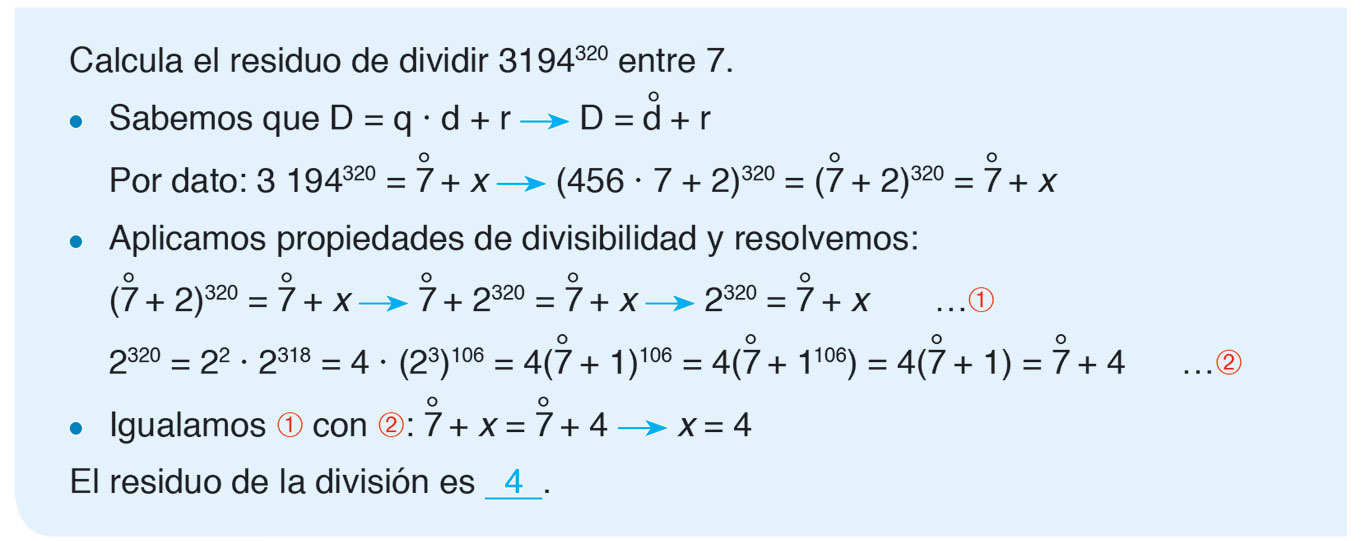 Calcula el residuo de dividir 3194³²⁰ entre 7.
• Sabemos que D = q · d + r → D = d̊ + r
Por dato: 3 194³²⁰ = 7̊ + x → (456 · 7 + 2)³²⁰ = (7̊ + 2)³²⁰ = 7̊ + x
• Aplicamos propiedades de divisibilidad y resolvemos:
(7̊ + 2)³²⁰ = 7̊ + x → 7̊ + 2³²⁰ = 7̊ + x → 2³²⁰ = 7̊ + x …①
2³²⁰ = 2² · 2³¹⁸ = 4 · (2³)¹⁰⁶ = 4(7̊ + 1)¹⁰⁶ = 4(7̊ + 1¹⁰⁶) = 4(7̊ + 1) = 7̊ + 4 …②
• Igualamos ① con ②: 7̊ + x = 7̊ + 4 → x = 4
El residuo de la división es 4.